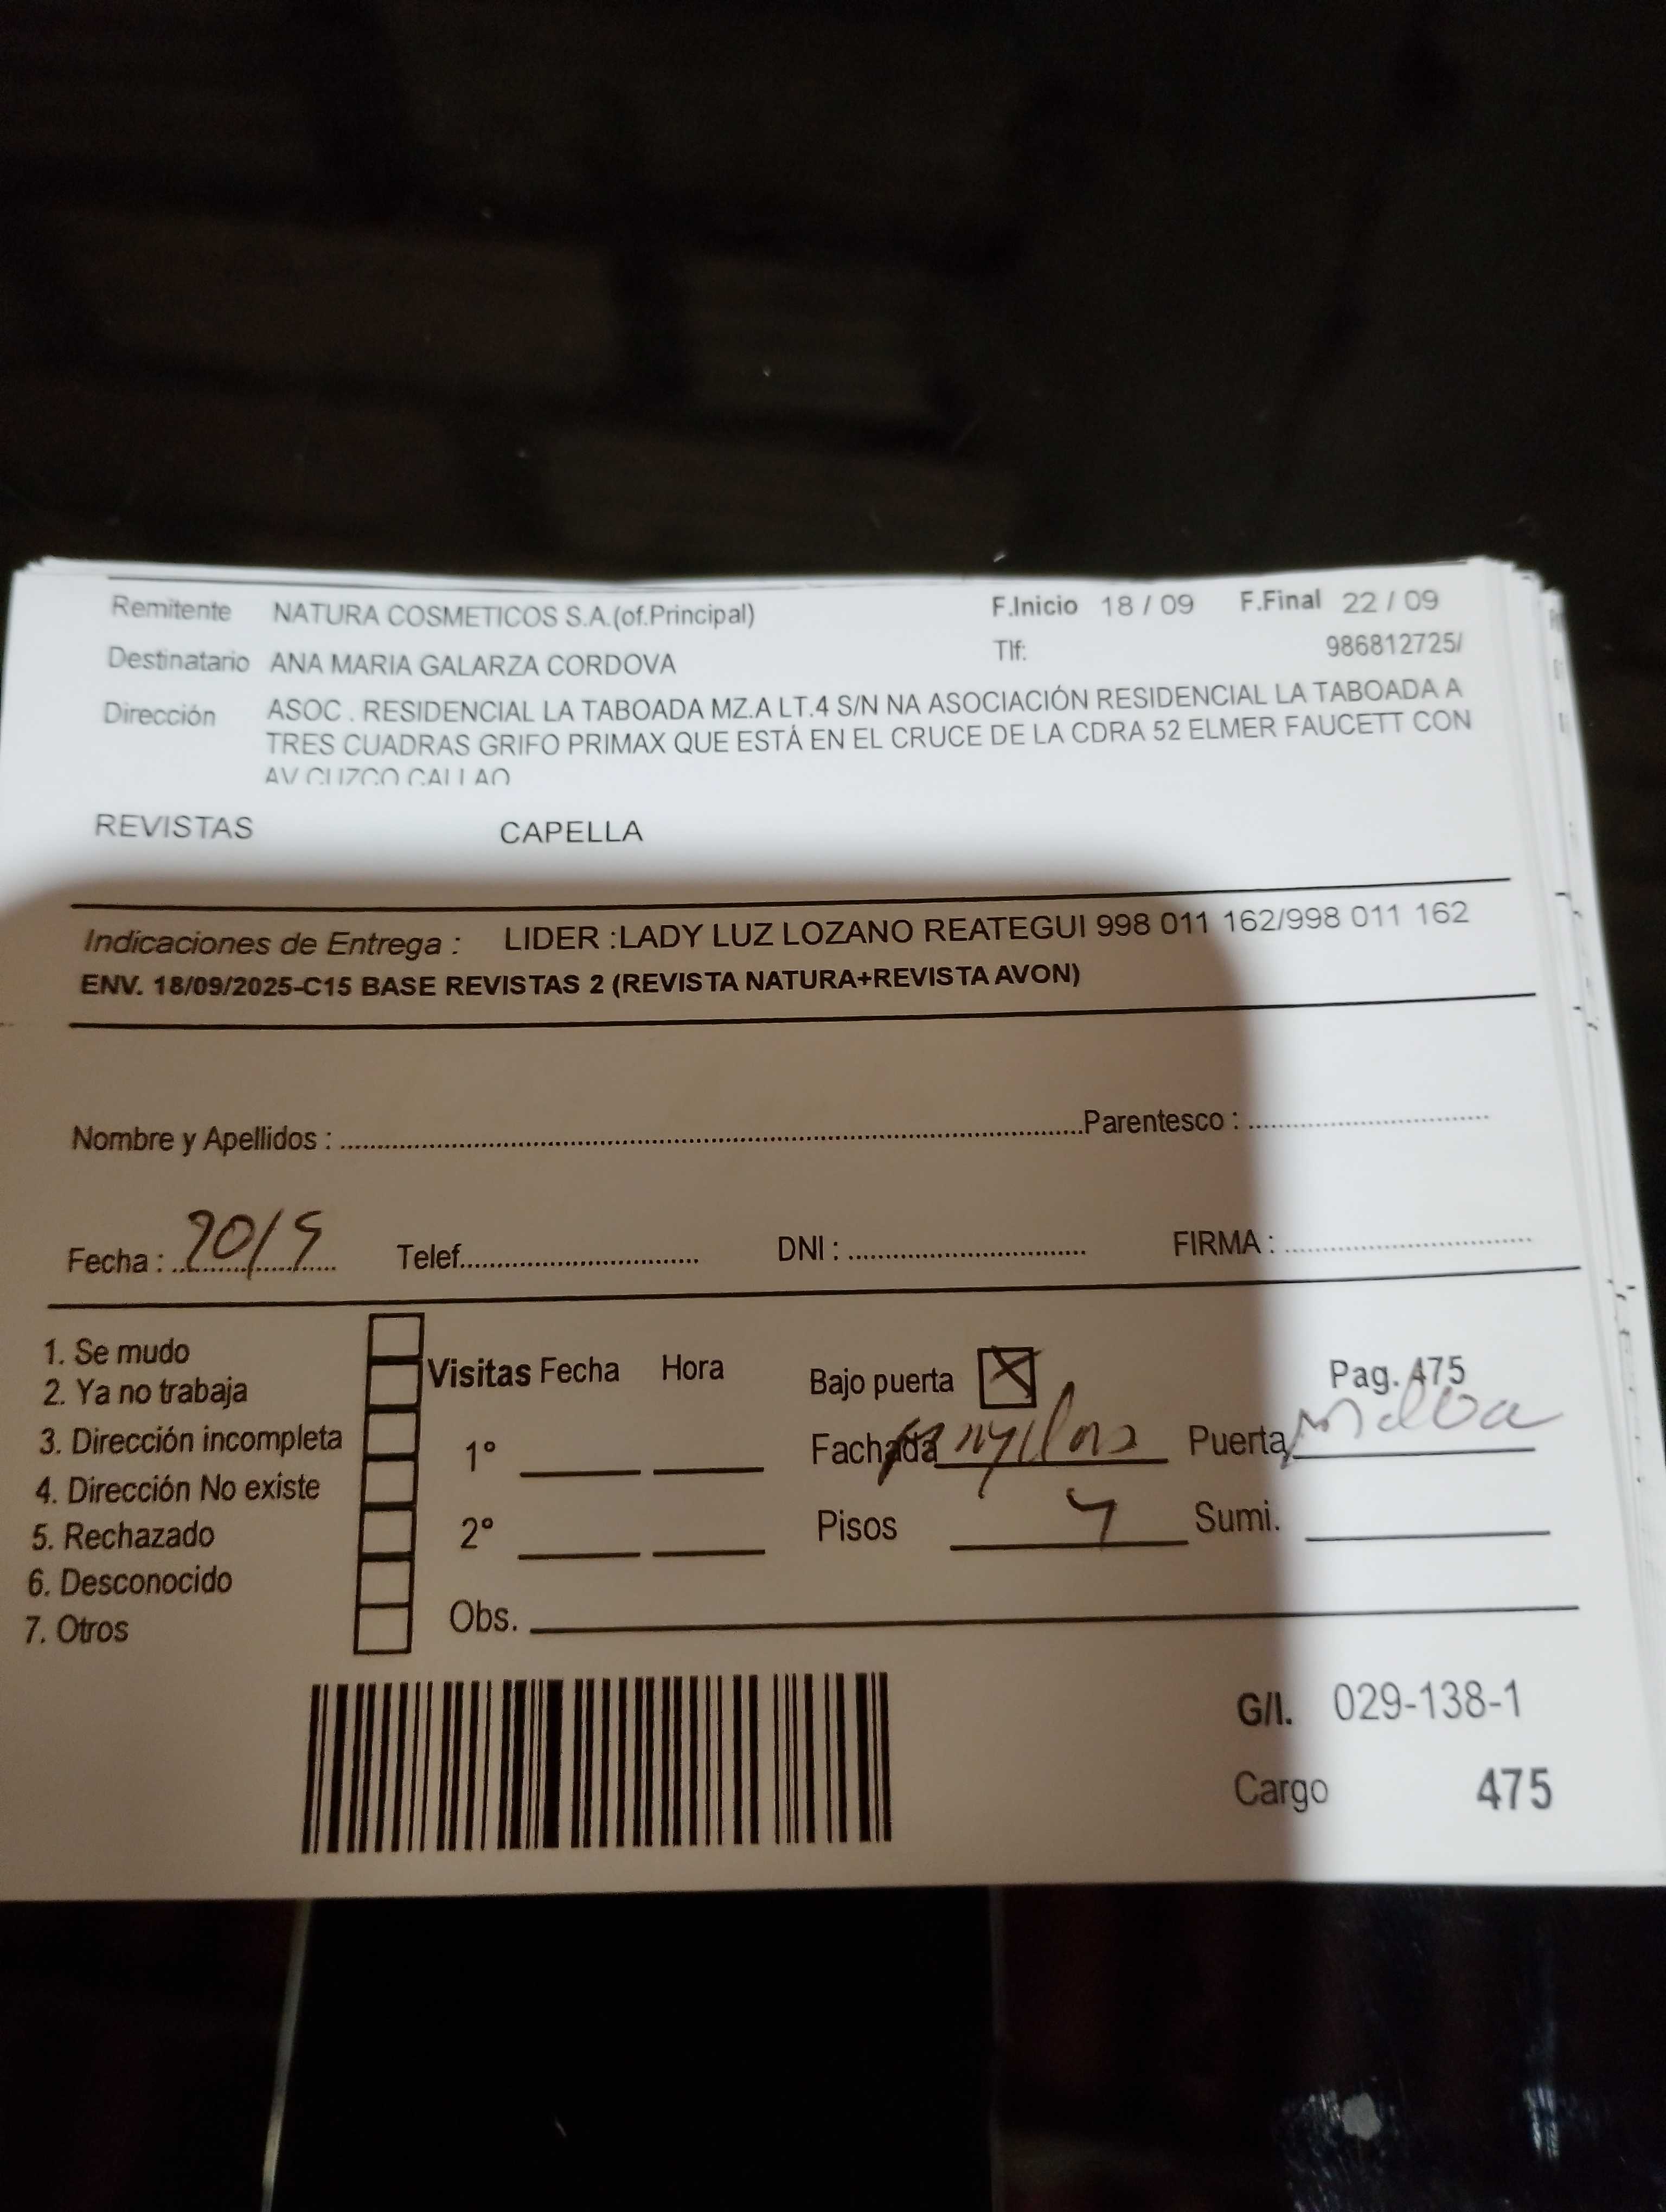 Remitente NATURA COSMETICOS S.A.(of.Principal) F.Inicio 18 / 09 F.Final 22 / 09
Destinatario ANA MARIA GALARZA CORDOVA Tlf: 986812725/
Dirección ASOC . RESIDENCIAL LA TABOADA MZ.A LT.4 S/N NA ASOCIACIÓN RESIDENCIAL LA TABOADA A
TRES CUADRAS GRIFO PRIMAX QUE ESTÁ EN EL CRUCE DE LA CDRA 52 ELMER FAUCETT CON
AV CUZCO CALLAO
REVISTAS CAPELLA
Indicaciones de Entrega : LIDER :LADY LUZ LOZANO REATEGUI 998 011 162/998 011 162
ENV. 18/09/2025-C15 BASE REVISTAS 2 (REVISTA NATURA+REVISTA AVON)
Nombre y Apellidos : Parentesco :
Fecha : 20/9 Telef. DNI : FIRMA :
1. Se mudo
2. Ya no trabaja Visitas Fecha Hora Bajo puerta X Pag. 475
3. Dirección incompleta 1° Fachada Puerta
4. Dirección No existe
5. Rechazado 2° Pisos Sumi.
6. Desconocido
7. Otros Obs.
G/I. 029-138-1
Cargo 475